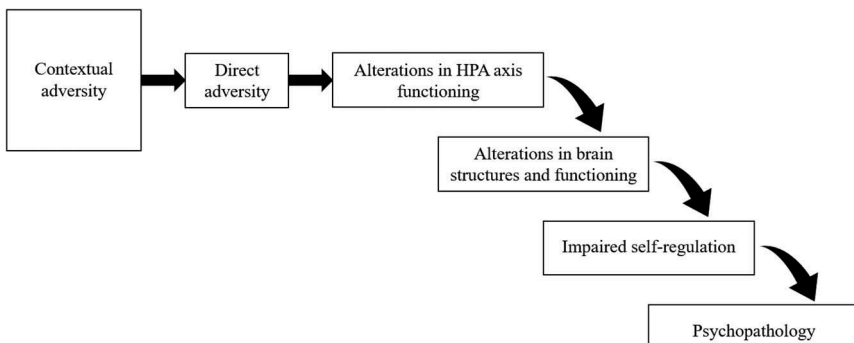 Contextual
adversity
Direct
adversity
Alterations in HPA axis
functioning
Alterations in brain
structures and functioning
Impaired self-regulation
Psychopathology